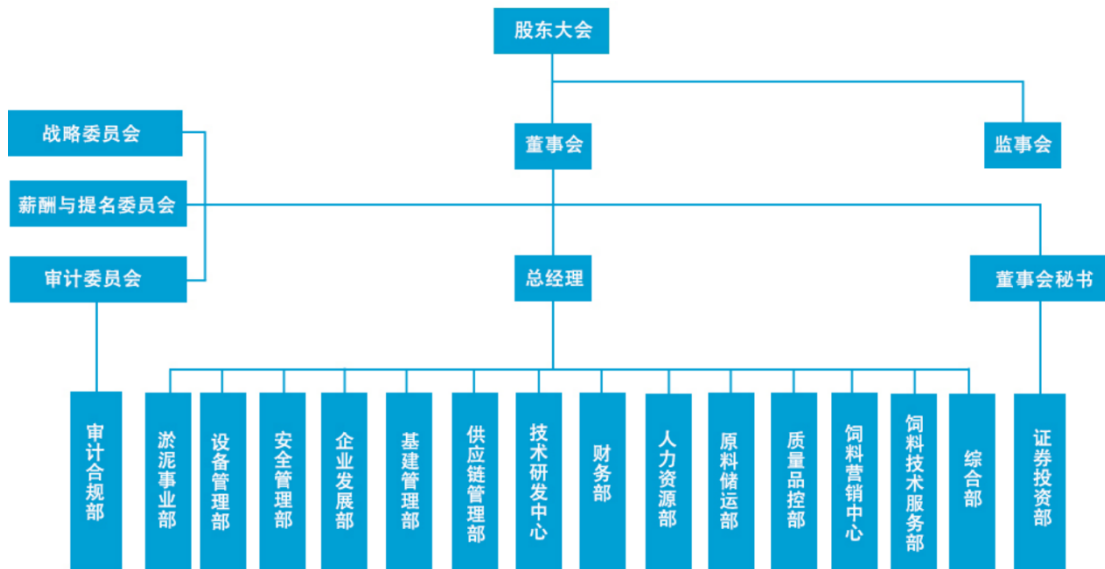 股东大会
战略委员会
董事会
监事会
薪酬与提名委员会
审计委员会
总经理
董事会秘书
审计合规部
淤泥事业部
设备管理部
安全管理部
企业发展部
基建管理部
供应链管理部
技术研发中心
财务部
人力资源部
原料储运部
质量品控部
饲料营销中心
饲料技术服务部
综合部
证券投资部